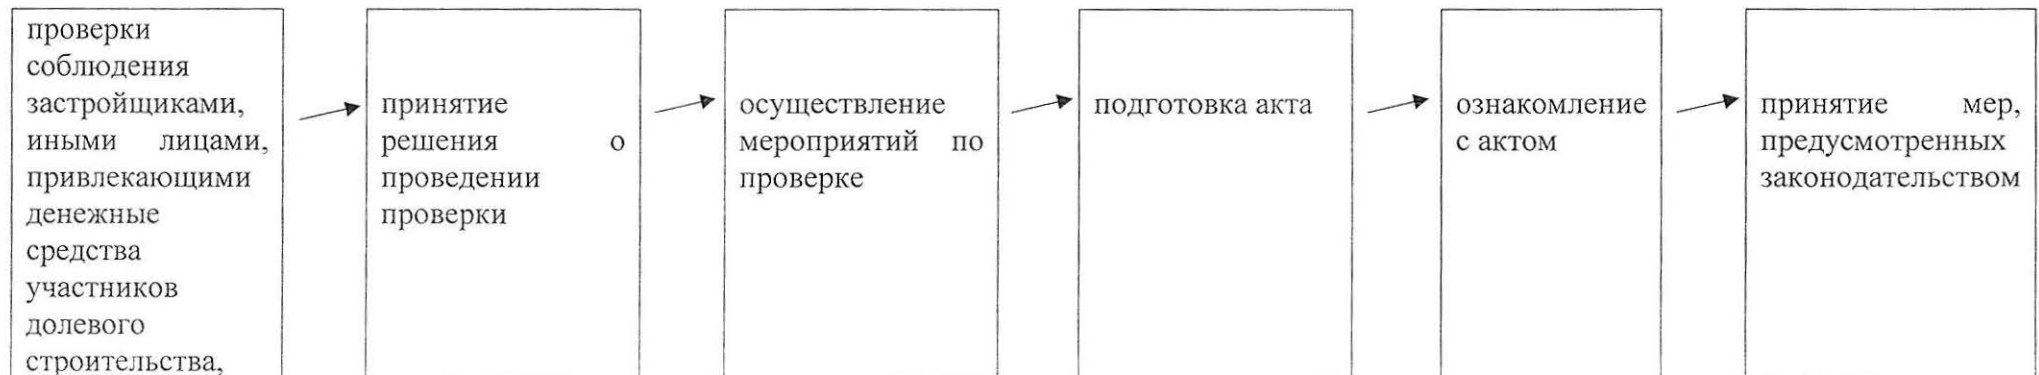 проверки
соблюдения
застройщиками,
иными лицами,
привлекающими
денежные
средства
участников
долевого
строительства,
принятие
решения о
проведении
проверки
осуществление
мероприятий по
проверке
подготовка акта
ознакомление
с актом
принятие мер,
предусмотренных
законодательством